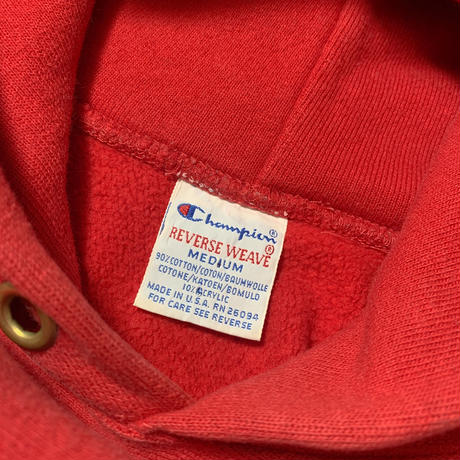 Champion®
REVERSE WEAVE®
MEDIUM
90% COTTON/COTON/BAUMWOLLE
COTONE/KATOEN/BOMULD
10% ACRYLIC
MADE IN U.S.A. RN 26094
FOR CARE SEE REVERSE